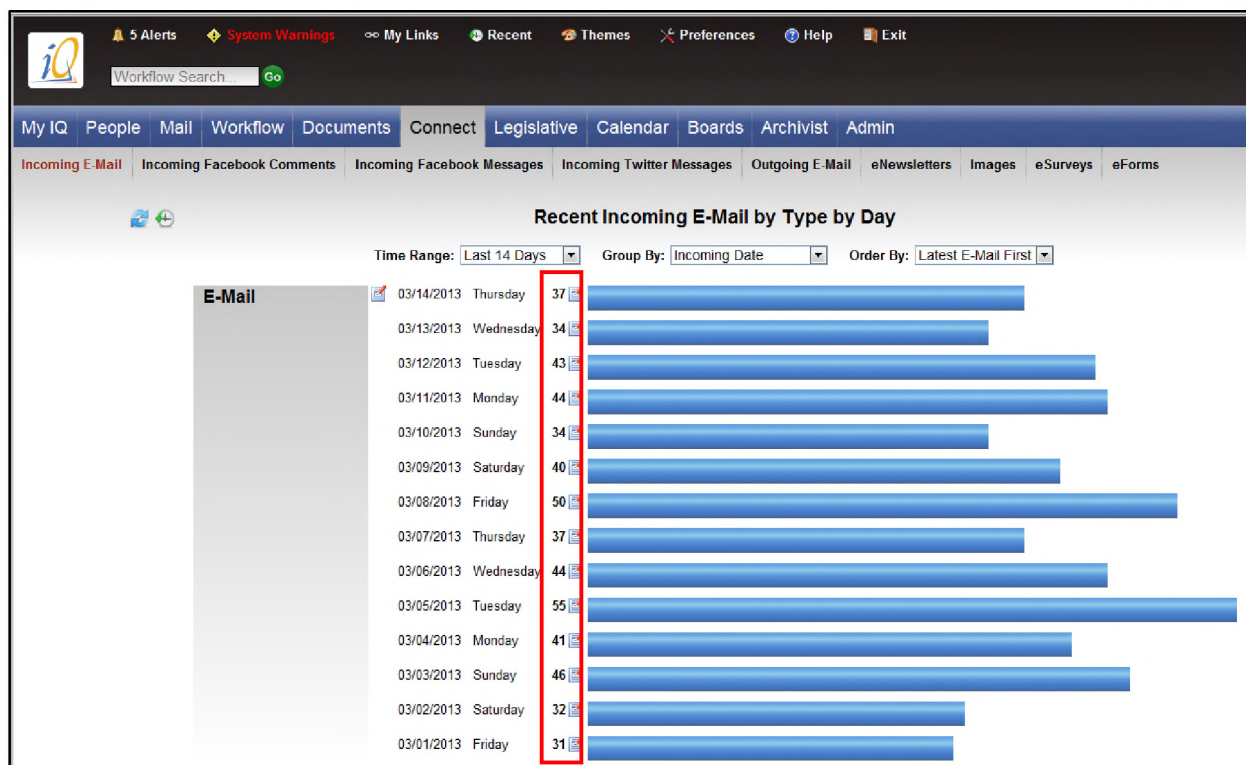 iQ
5 Alerts System Warnings My Links Recent Themes Preferences Help Exit
Workflow Search... Go
My IQ People Mail Workflow Documents Connect Legislative Calendar Boards Archivist Admin
Incoming E-Mail Incoming Facebook Comments Incoming Facebook Messages Incoming Twitter Messages Outgoing E-Mail eNewsletters Images eSurveys eForms
Recent Incoming E-Mail by Type by Day
Time Range: Last 14 Days Group By: Incoming Date Order By: Latest E-Mail First
E-Mail 03/14/2013 Thursday 37
03/13/2013 Wednesday 34
03/12/2013 Tuesday 43
03/11/2013 Monday 44
03/10/2013 Sunday 34
03/09/2013 Saturday 40
03/08/2013 Friday 50
03/07/2013 Thursday 37
03/06/2013 Wednesday 44
03/05/2013 Tuesday 55
03/04/2013 Monday 41
03/03/2013 Sunday 46
03/02/2013 Saturday 32
03/01/2013 Friday 31